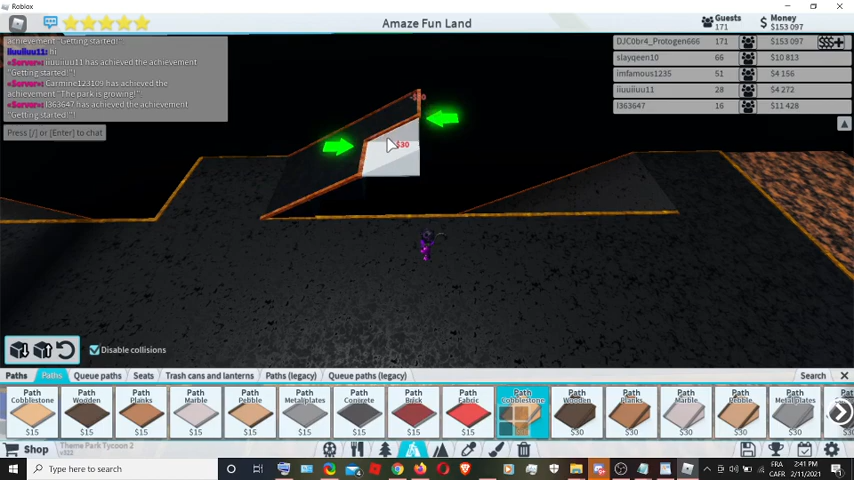 Roblox
Amaze Fun Land
Guests
171
Money
$153 097
achievement "Getting started!"
iiuuiiuu11: hi
«Server»: iiuuiiuu11 has achieved the
achievement "Getting started!"
«Server»: Carmine123109 has achieved the
achievement "The park is growing!"
«Server»: l363647 has achieved the
achievement "Getting started!"
Press [/] or [Enter] to chat
DJC0br4_Protogen666 171 $153 097
slayqeen10 66 $10 813
imfamous1235 51 $4 156
iiuuiiuu11 28 $4 272
l363647 16 $11 428
$30
Disable collisions
Paths Paths Queue paths Seats Trash cans and lanterns Paths (legacy) Queue paths (legacy) Search
Path Cobblestone $15
Path Wooden $15
Path Planks $15
Path Marble $15
Path Pebble $15
Path Metalplates $15
Path Concrete $15
Path Brick $15
Path Fabric $15
Path Cobblestone $30
Path Wooden $30
Path Planks $30
Path Marble $30
Path Pebble $30
Path Metalplates $30
Shop
Theme Park Tycoon 2
v322
Type here to search
FRA
CAFR
2:41 PM
2/11/2021